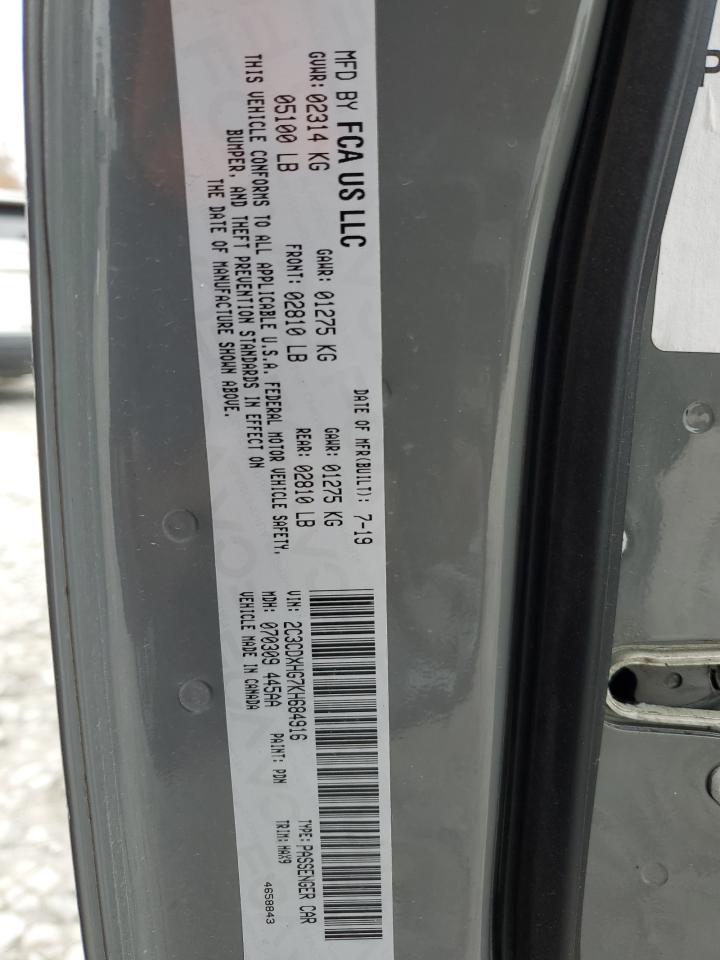 MFD BY FCA US LLC
DATE OF MFR(BUILT): 7-19
GVWR: 02314 KG
GAWR: 01275 KG
GAWR: 01275 KG
05100 LB
FRONT: 02810 LB
REAR: 02810 LB
THIS VEHICLE CONFORMS TO ALL APPLICABLE U.S.A. FEDERAL MOTOR VEHICLE SAFETY,
BUMPER, AND THEFT PREVENTION STANDARDS IN EFFECT ON
THE DATE OF MANUFACTURE SHOWN ABOVE.
VIN: 2C3CDXHG7KH684916
TYPE: PASSENGER CAR
MDH: 070309 445AA
PAINT: PDN
TRIM: HAX9
VEHICLE MADE IN CANADA
4658843
P